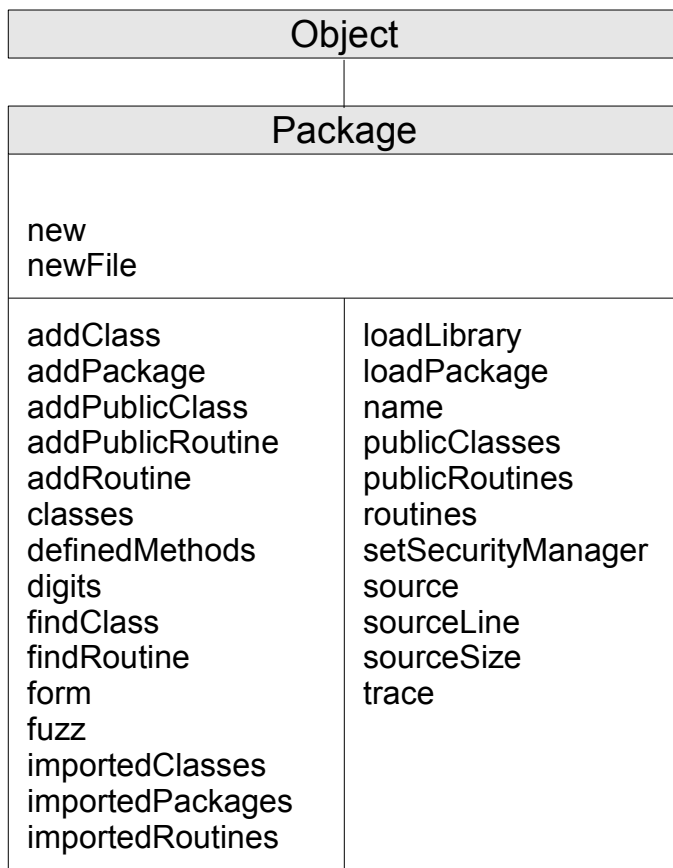 Object
Package
new
newFile
addClass
addPackage
addPublicClass
addPublicRoutine
addRoutine
classes
definedMethods
digits
findClass
findRoutine
form
fuzz
importedClasses
importedPackages
importedRoutines
loadLibrary
loadPackage
name
publicClasses
publicRoutines
routines
setSecurityManager
source
sourceLine
sourceSize
trace